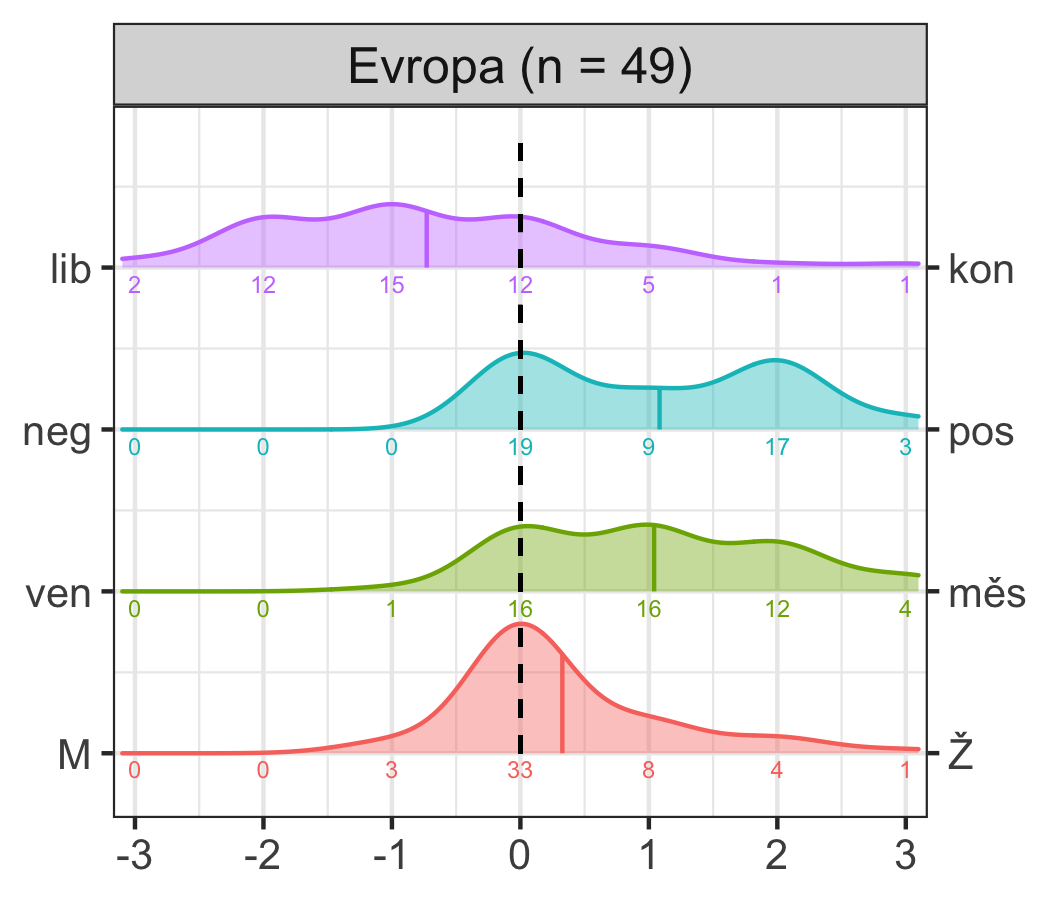 Evropa (n = 49)
lib kon
2 12 15 12 5 1 1
neg pos
0 0 0 19 9 17 3
ven měs
0 0 1 16 16 12 4
M Ž
0 0 3 33 8 4 1
-3 -2 -1 0 1 2 3